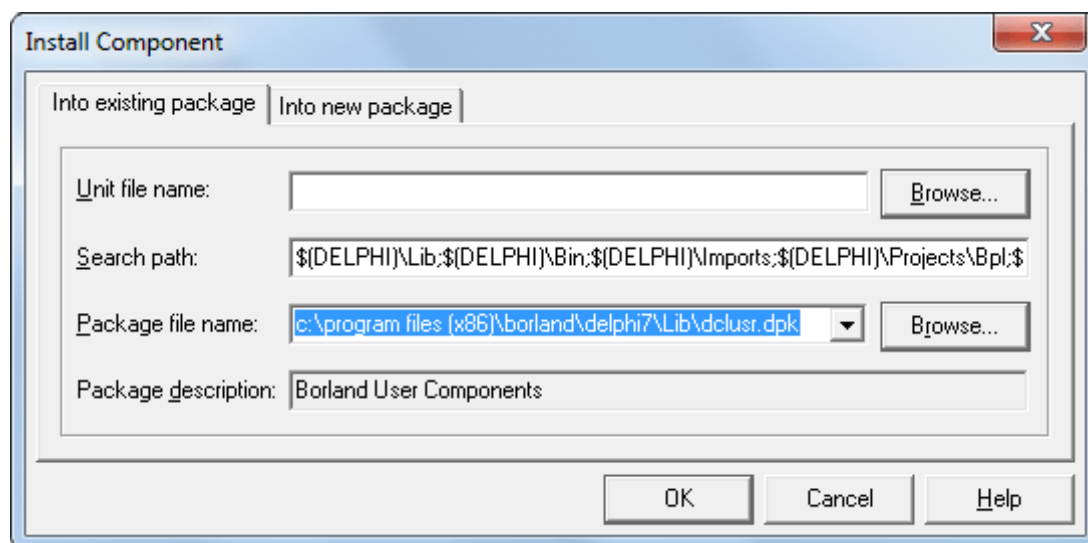 Install Component
Into existing package Into new package
Unit file name: Browse...
Search path: $(DELPHI)\Lib;$(DELPHI)\Bin;$(DELPHI)\Imports;$(DELPHI)\Projects\Bpl;$
Package file name: c:\program files (x86)\borland\delphi7\Lib\dclusr.dpk Browse...
Package description: Borland User Components
OK Cancel Help